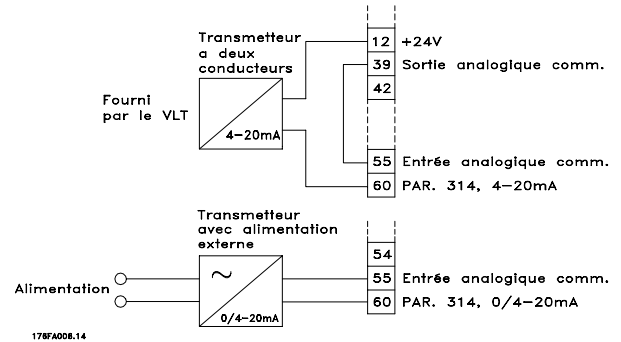 Transmetteur
a deux
conducteurs
12 +24V
39 Sortie analogique comm.
42
Fourni
par le VLT
4-20mA
55 Entrée analogique comm.
60 PAR. 314, 4-20mA
Transmetteur
avec alimentation
externe
54
~
55 Entrée analogique comm.
Alimentation
60 PAR. 314, 0/4-20mA
0/4-20mA
176FA008.14